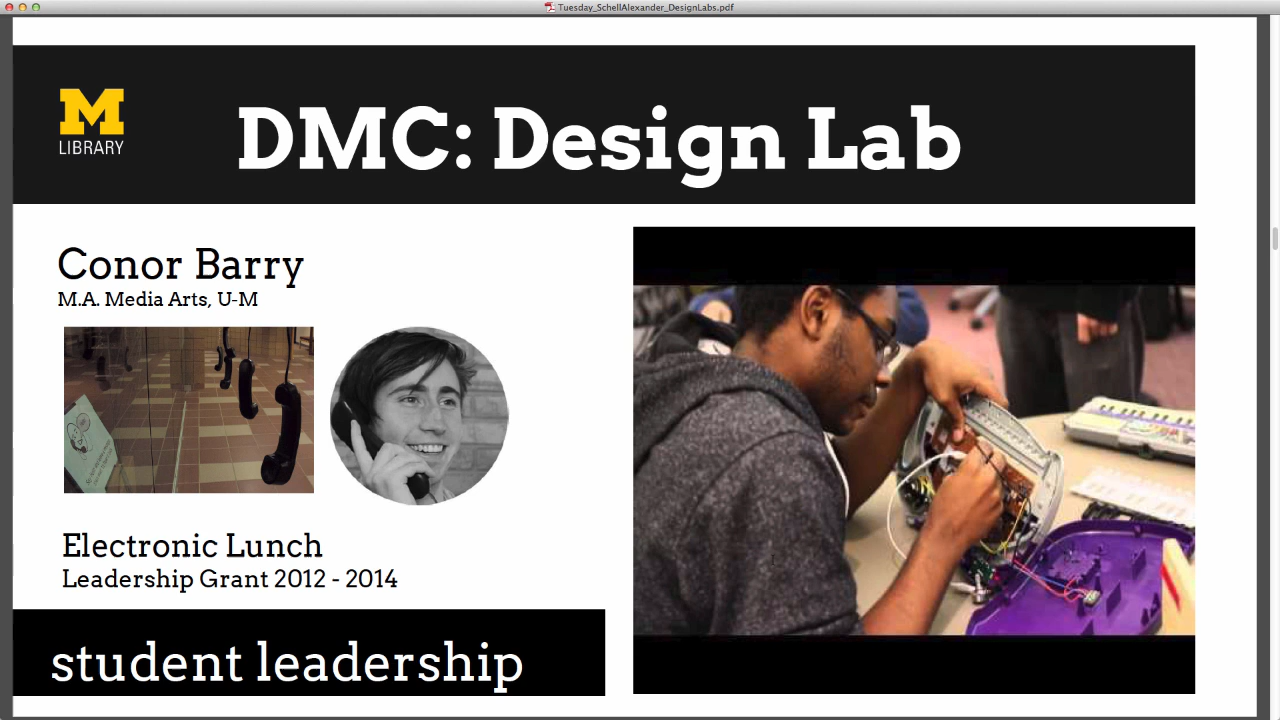 Tuesday_SchellAlexander_DesignLabs.pdf
M
LIBRARY
DMC: Design Lab
Conor Barry
M.A. Media Arts, U-M
Electronic Lunch
Leadership Grant 2012 - 2014
student leadership